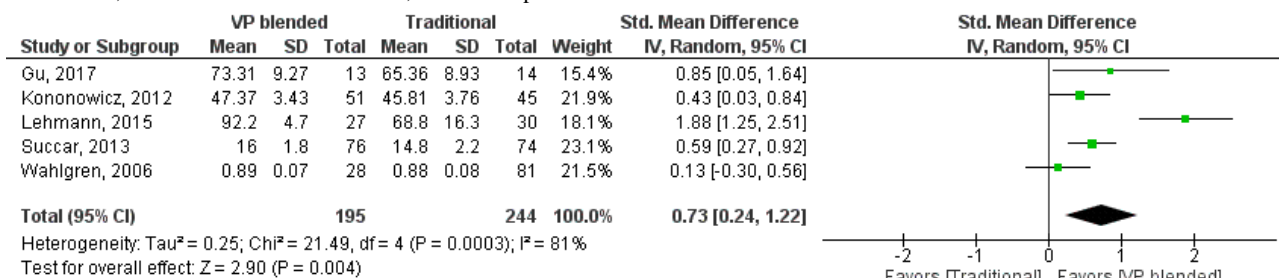 VP blended Traditional Std. Mean Difference Std. Mean Difference
Study or Subgroup Mean SD Total Mean SD Total Weight IV, Random, 95% CI IV, Random, 95% CI
Gu, 2017 73.31 9.27 13 65.36 8.93 14 15.4% 0.85 [0.05, 1.64]
Kononowicz, 2012 47.37 3.43 51 45.81 3.76 45 21.9% 0.43 [0.03, 0.84]
Lehmann, 2015 92.2 4.7 27 68.8 16.3 30 18.1% 1.88 [1.25, 2.51]
Succar, 2013 16 1.8 76 14.8 2.2 74 23.1% 0.59 [0.27, 0.92]
Wahlgren, 2006 0.89 0.07 28 0.88 0.08 81 21.5% 0.13 [-0.30, 0.56]
Total (95% CI) 195 244 100.0% 0.73 [0.24, 1.22]
Heterogeneity: Tau² = 0.25; Chi² = 21.49, df = 4 (P = 0.0003); I² = 81%
-2 -1 0 1 2
Test for overall effect: Z = 2.90 (P = 0.004)
Favors [Traditional] Favors [VP blended]